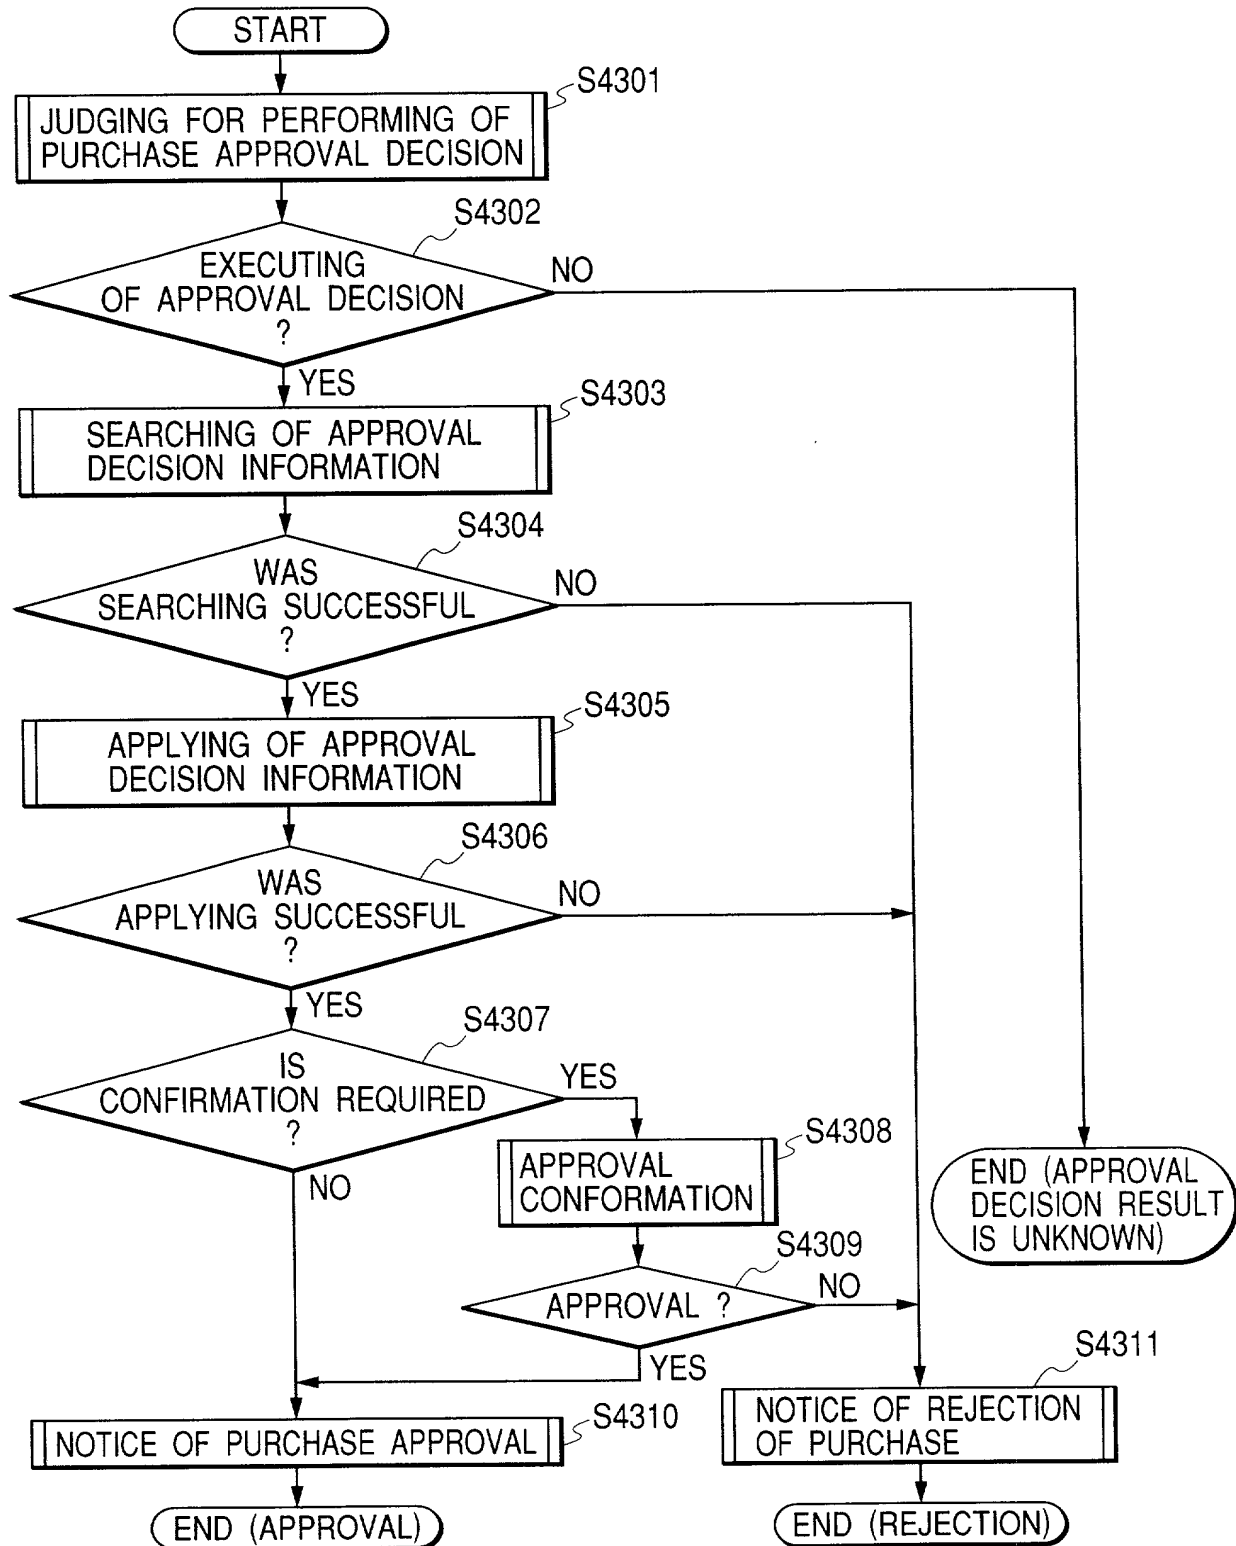 START
S4301
JUDGING FOR PERFORMING OF
PURCHASE APPROVAL DECISION
S4302
EXECUTING
OF APPROVAL DECISION
?
NO
YES
S4303
SEARCHING OF APPROVAL
DECISION INFORMATION
S4304
WAS
SEARCHING SUCCESSFUL
?
NO
YES
S4305
APPLYING OF APPROVAL
DECISION INFORMATION
S4306
WAS
APPLYING SUCCESSFUL
?
NO
YES
S4307
IS
CONFIRMATION REQUIRED
?
YES
NO
S4308
APPROVAL
CONFORMATION
END (APPROVAL
DECISION RESULT
IS UNKNOWN)
S4309
APPROVAL ?
NO
YES
S4310
NOTICE OF PURCHASE APPROVAL
END (APPROVAL)
S4311
NOTICE OF REJECTION
OF PURCHASE
END (REJECTION)